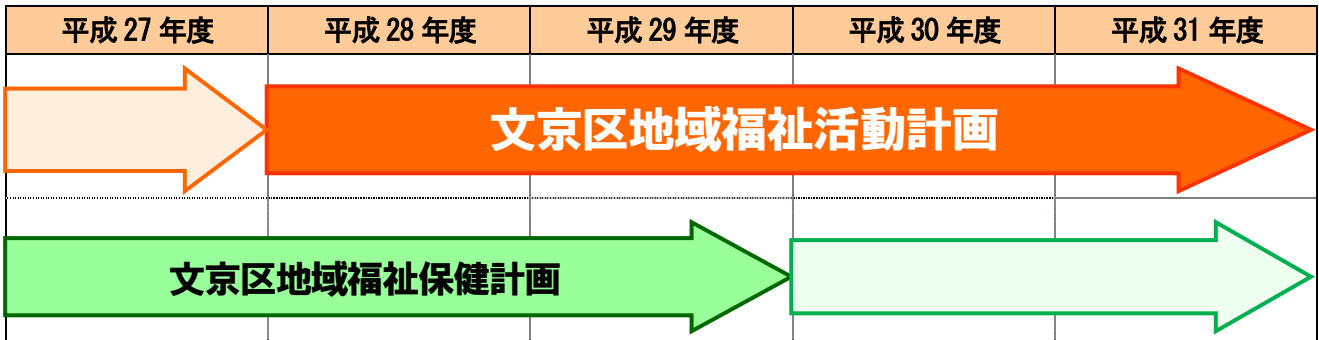 平成 27 年度 平成 28 年度 平成 29 年度 平成 30 年度 平成 31 年度
文京区地域福祉活動計画
文京区地域福祉保健計画